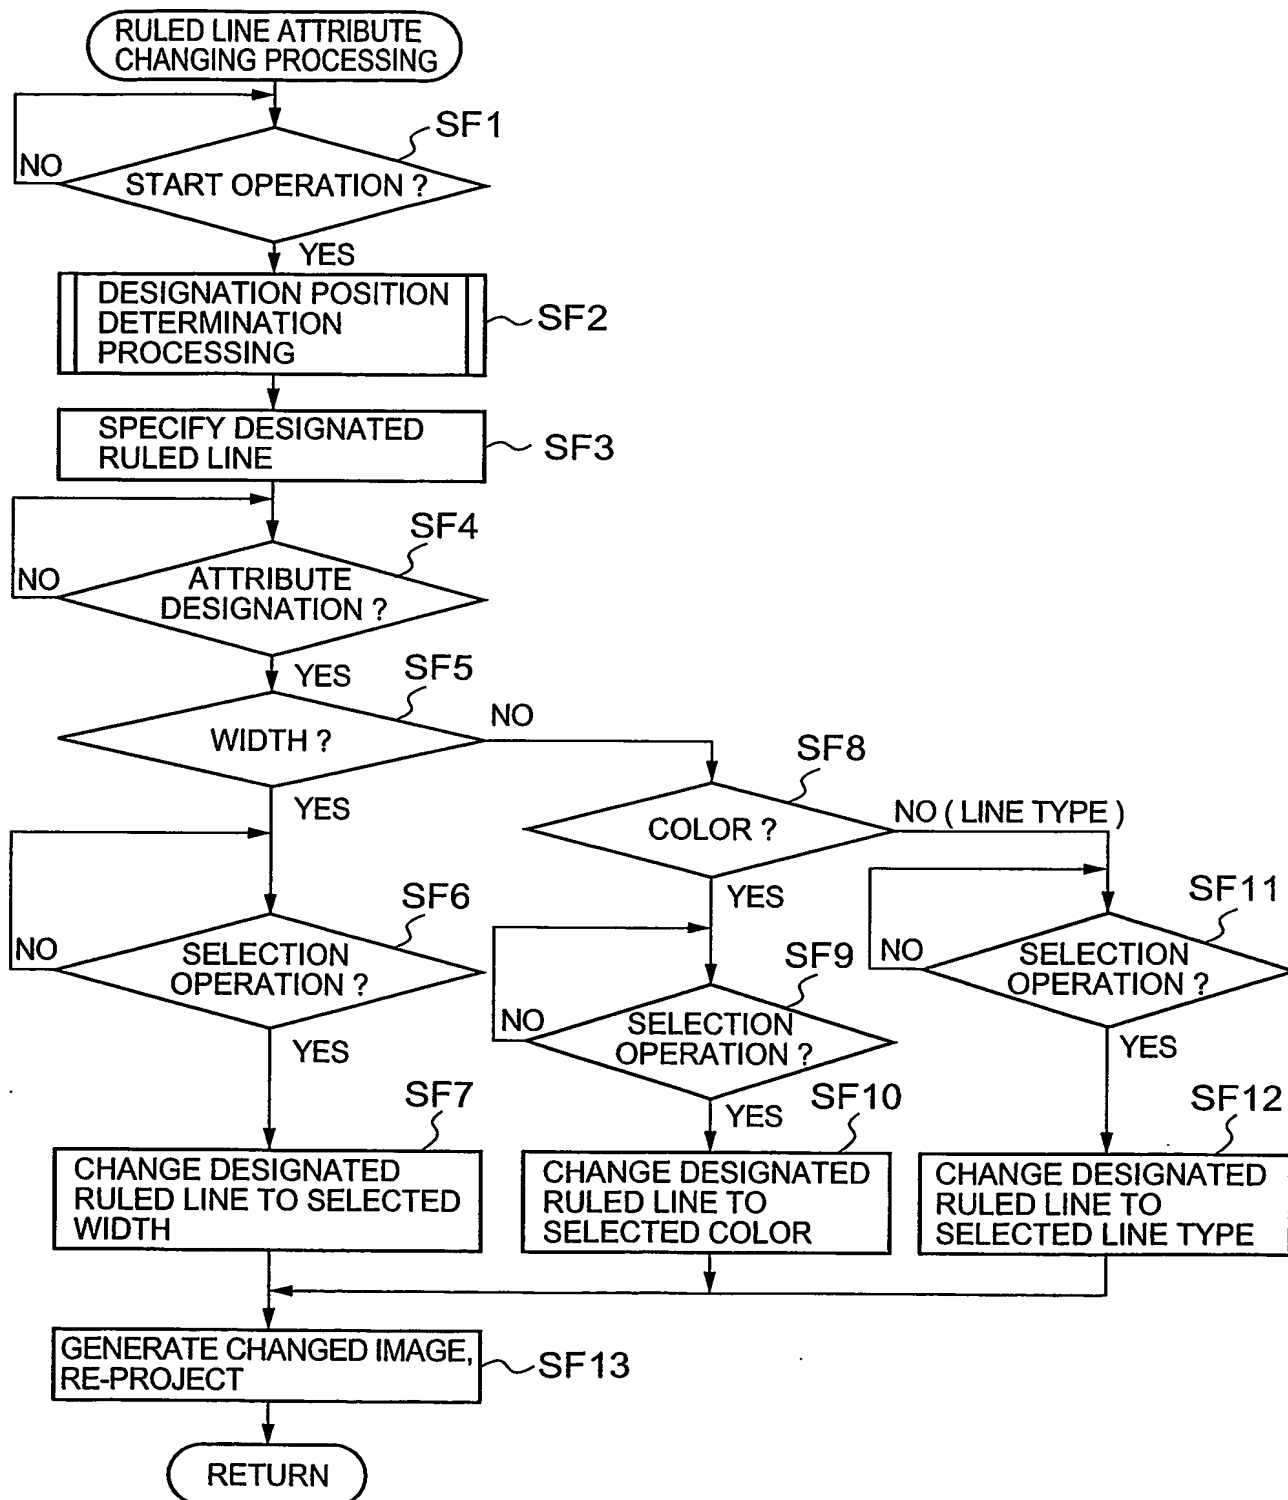 RULED LINE ATTRIBUTE
CHANGING PROCESSING
SF1
NO
START OPERATION ?
YES
DESIGNATION POSITION
DETERMINATION
PROCESSING
SF2
SPECIFY DESIGNATED
RULED LINE
SF3
SF4
NO
ATTRIBUTE
DESIGNATION ?
YES
SF5
WIDTH ?
NO
YES
SF8
COLOR ?
NO ( LINE TYPE )
YES
SF6
NO
SELECTION
OPERATION ?
YES
SF9
NO
SELECTION
OPERATION ?
YES
SF11
NO
SELECTION
OPERATION ?
YES
SF7
CHANGE DESIGNATED
RULED LINE TO SELECTED
WIDTH
SF10
CHANGE DESIGNATED
RULED LINE TO
SELECTED COLOR
SF12
CHANGE DESIGNATED
RULED LINE TO
SELECTED LINE TYPE
GENERATE CHANGED IMAGE,
RE-PROJECT
SF13
RETURN